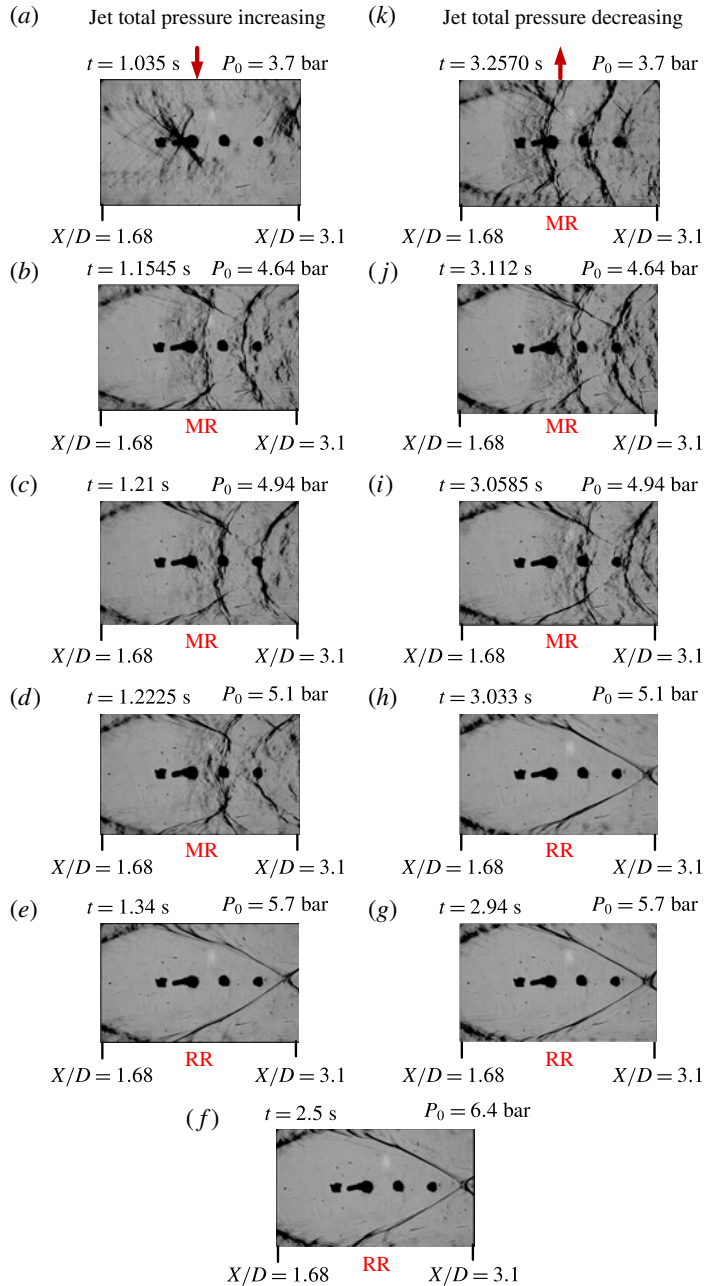 (a) Jet total pressure increasing
t = 1.035 s P₀ = 3.7 bar
X/D = 1.68 X/D = 3.1
(b) t = 1.1545 s P₀ = 4.64 bar
MR
X/D = 1.68 X/D = 3.1
(c) t = 1.21 s P₀ = 4.94 bar
MR
X/D = 1.68 X/D = 3.1
(d) t = 1.2225 s P₀ = 5.1 bar
MR
X/D = 1.68 X/D = 3.1
(e) t = 1.34 s P₀ = 5.7 bar
RR
X/D = 1.68 X/D = 3.1
(k) Jet total pressure decreasing
t = 3.2570 s P₀ = 3.7 bar
MR
X/D = 1.68 X/D = 3.1
(j) t = 3.112 s P₀ = 4.64 bar
MR
X/D = 1.68 X/D = 3.1
(i) t = 3.0585 s P₀ = 4.94 bar
MR
X/D = 1.68 X/D = 3.1
(h) t = 3.033 s P₀ = 5.1 bar
RR
X/D = 1.68 X/D = 3.1
(g) t = 2.94 s P₀ = 5.7 bar
RR
X/D = 1.68 X/D = 3.1
(f) t = 2.5 s P₀ = 6.4 bar
RR
X/D = 1.68 X/D = 3.1